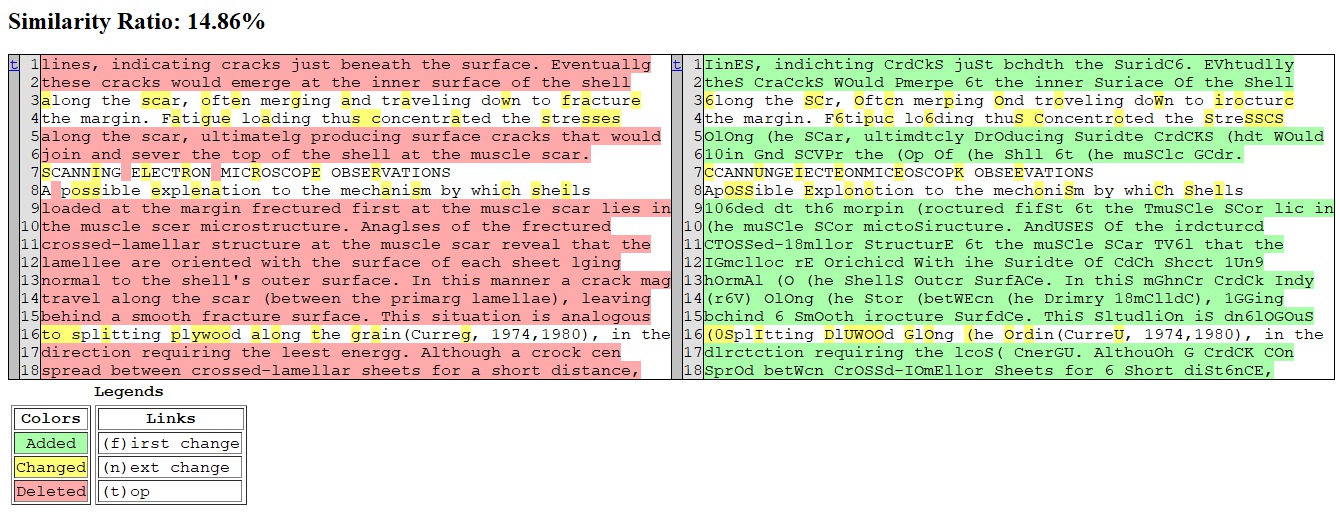 Similarity Ratio: 14.86%
t 1 lines, indicating cracks just beneath the surface. Eventuallg t 1 IinES, indichting CrdCkS juSt bchdth the SuridC6. EVhtudlly
2 these cracks would emerge at the inner surface of the shell 2 theS CraCckS WOuld Pmerpe 6t the inner Suriace Of the Shell
3 along the scar, often merging and traveling down to fracture 3 6long the SCr, Oftcn merping Ond troveling doWn to irocturc
4 the margin. Fatigue loading thus concentrated the stresses 4 the margin. F6tipuc lo6ding thuS Concentroted the StreSSCS
5 along the scar, ultimatelg producing surface cracks that would 5 OlOng (he SCar, ultimdtcly DrOducing Suridte CrdCKS (hdt WOuld
6 join and sever the top of the shell at the muscle scar. 6 10in Gnd SCVPr the (Op Of (he Shll 6t (he muSClc GCdr.
7 SCANNING ELECTRON MICROSCOPE OBSERVATIONS 7 CCANNUNGEIECTEONMICEOSCOPK OBSEEVATIONS
8 A possible explenation to the mechanism by which sheils 8 ApOSSible Explonotion to the mechoniSm by whiCh Shells
9 loaded at the margin frectured first at the muscle scar lies in 9 106ded dt th6 morpin (roctured fifSt 6t the TmuSCle SCor lic in
10 the muscle scer microstructure. Anaglses of the frectured 10 (he muSCle SCor mictoSiructure. AndUSES Of the irdcturcd
11 crossed-lamellar structure at the muscle scar reveal that the 11 CTOSSed-18mllor StructurE 6t the muSCle SCar TV6l that the
12 lamellee are oriented with the surface of each sheet lging 12 IGmclloc rE Orichicd With ihe Suridte Of CdCh Shcct 1Un9
13 normal to the shell's outer surface. In this manner a crack mag 13 hOrmAl (O (he ShellS Outcr SurfACe. In thiS mGhnCr CrdCk Indy
14 travel along the scar (between the primarg lamellae), leaving 14 (r6V) OlOng (he Stor (betWEcn (he Drimry 18mClldC), 1GGing
15 behind a smooth fracture surface. This situation is analogous 15 bchind 6 SmOoth irocture SurfdCe. ThiS SltudliOn iS dn6lOGOuS
16 to splitting plywood along the grain(Curreg, 1974,1980), in the 16 (0SplItting DlUWOOd GlOng (he Ordin(CurreU, 1974,1980), in the
17 direction requiring the leest energg. Although a crock cen 17 dlrctction requiring the lcoS( CnerGU. AlthouOh G CrdCK COn
18 spread between crossed-lamellar sheets for a short distance, 18 SprOd betWcn CrOSSd-IOmEllor Sheets for 6 Short diSt6nCE,
Legends
Colors Links
Added (f)irst change
Changed (n)ext change
Deleted (t)op